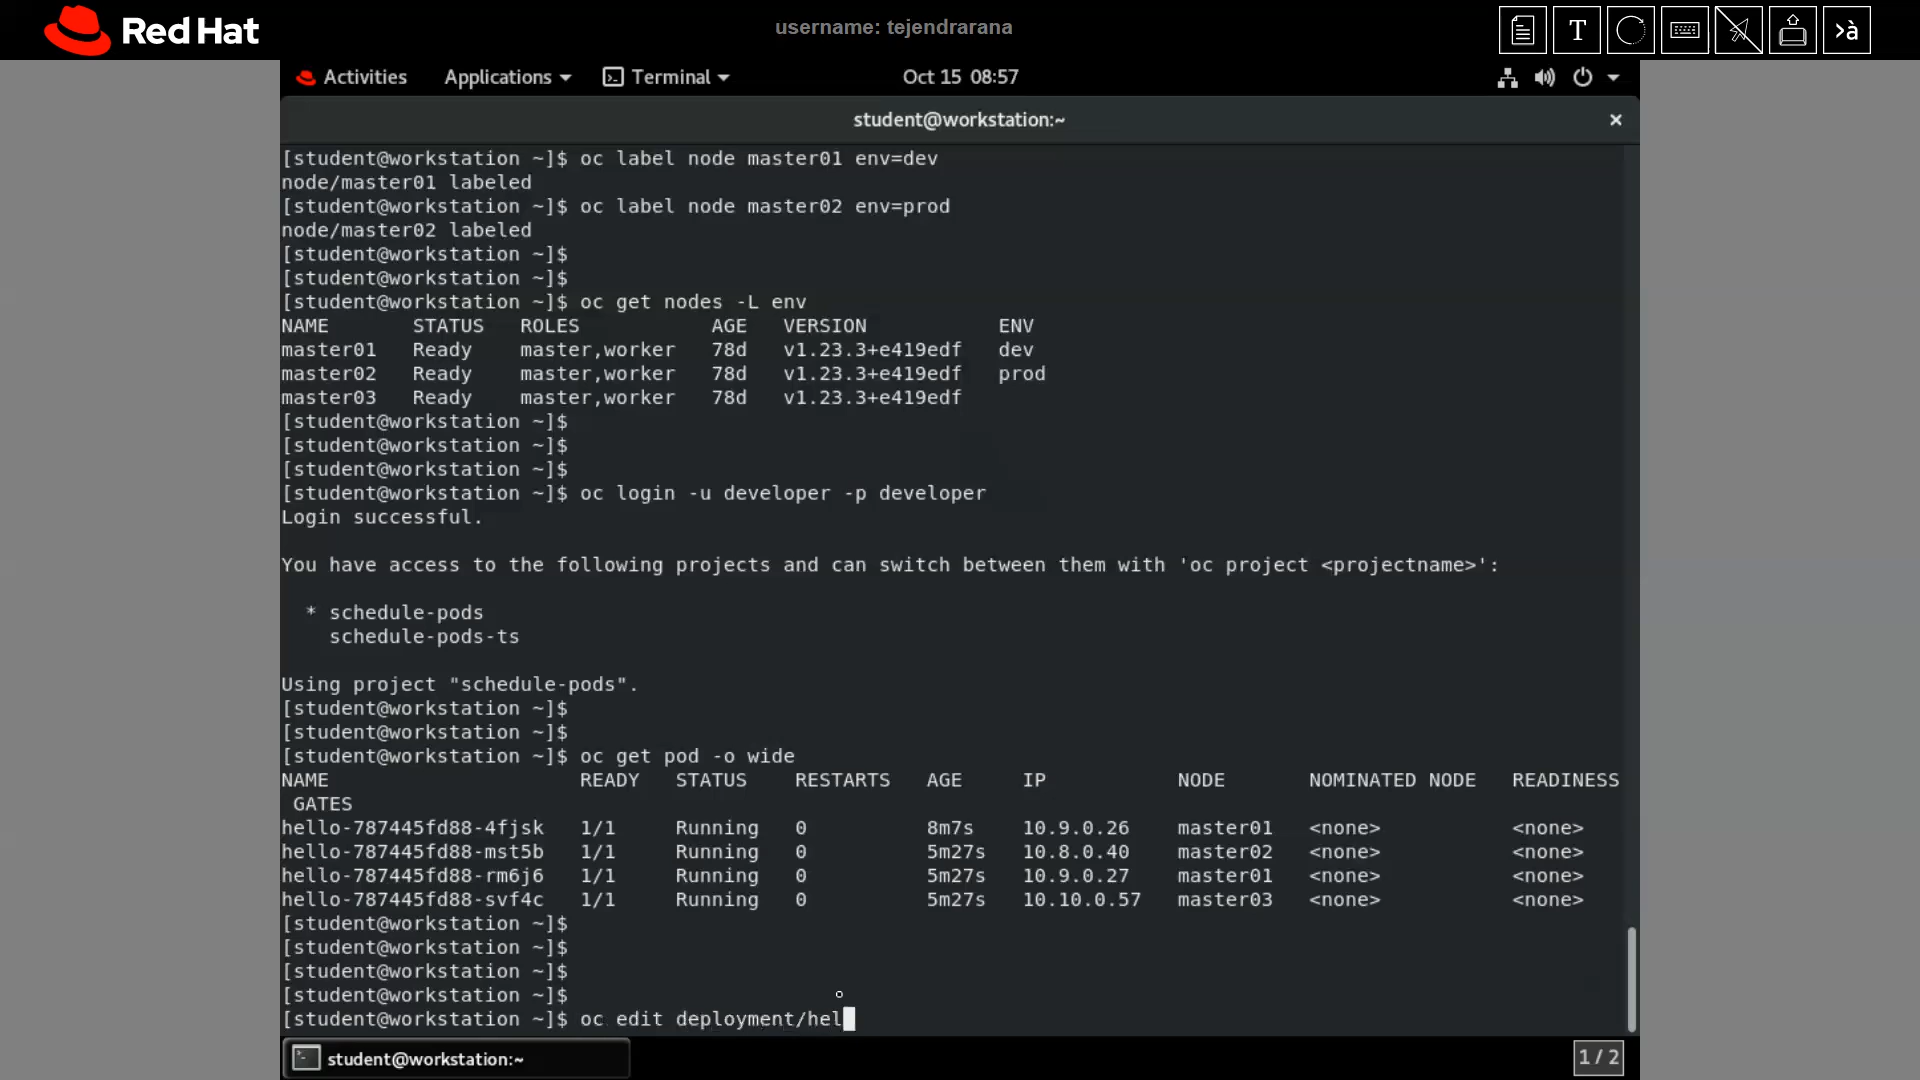 Red Hat
username: tejendrarana
T
>à
Activities Applications Terminal Oct 15 08:57
student@workstation:~ ×
[student@workstation ~]$ oc label node master01 env=dev
node/master01 labeled
[student@workstation ~]$ oc label node master02 env=prod
node/master02 labeled
[student@workstation ~]$
[student@workstation ~]$
[student@workstation ~]$ oc get nodes -L env
NAME STATUS ROLES AGE VERSION ENV
master01 Ready master,worker 78d v1.23.3+e419edf dev
master02 Ready master,worker 78d v1.23.3+e419edf prod
master03 Ready master,worker 78d v1.23.3+e419edf
[student@workstation ~]$
[student@workstation ~]$
[student@workstation ~]$
[student@workstation ~]$ oc login -u developer -p developer
Login successful.
You have access to the following projects and can switch between them with 'oc project <projectname>':
* schedule-pods
schedule-pods-ts
Using project "schedule-pods".
[student@workstation ~]$
[student@workstation ~]$
[student@workstation ~]$ oc get pod -o wide
NAME READY STATUS RESTARTS AGE IP NODE NOMINATED NODE READINESS
GATES
hello-787445fd88-4fjsk 1/1 Running 0 8m7s 10.9.0.26 master01 <none> <none>
hello-787445fd88-mst5b 1/1 Running 0 5m27s 10.8.0.40 master02 <none> <none>
hello-787445fd88-rm6j6 1/1 Running 0 5m27s 10.9.0.27 master01 <none> <none>
hello-787445fd88-svf4c 1/1 Running 0 5m27s 10.10.0.57 master03 <none> <none>
[student@workstation ~]$
[student@workstation ~]$
[student@workstation ~]$
[student@workstation ~]$
[student@workstation ~]$ oc edit deployment/hel
student@workstation:~ 1 / 2